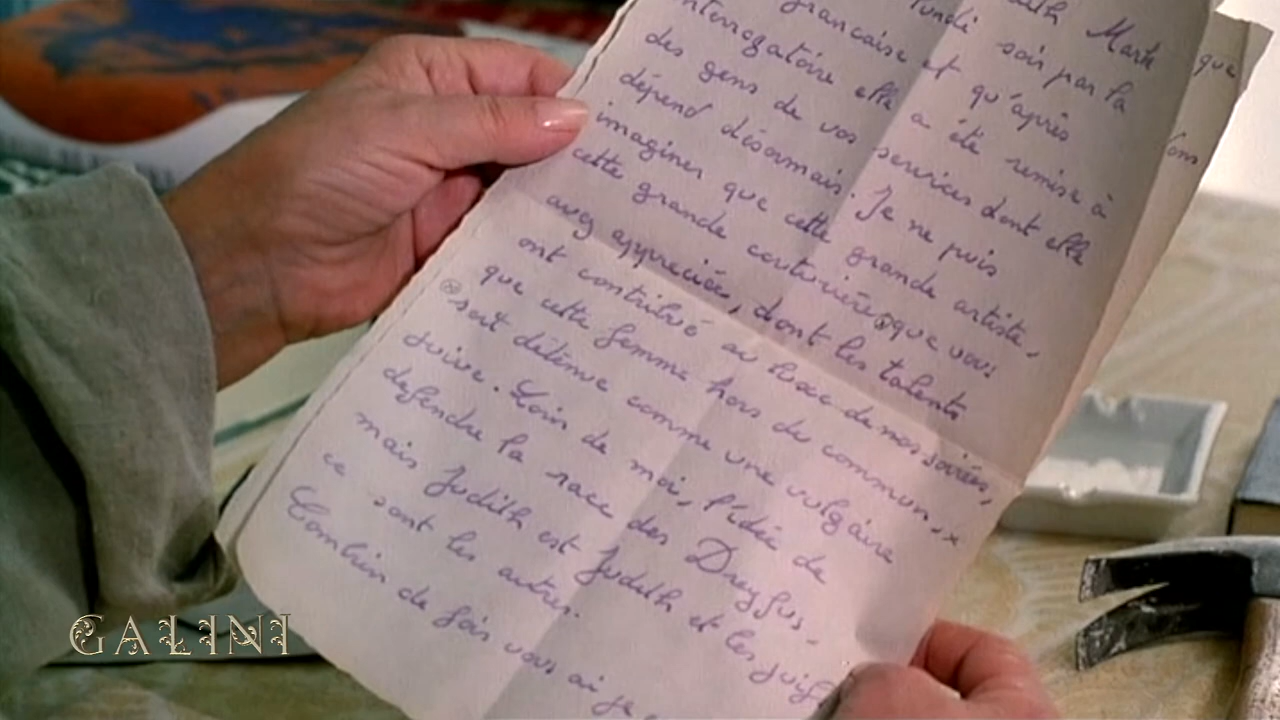 Mark
lundi soir par la
française et qu'après
interrogatoire elle a été remise à
des gens de vos services dont elle
dépend désormais. Je ne puis
imaginer que cette grande artiste,
cette grande couturière que vous
avez appréciée, dont les talents
ont contribué au succès de nos soirées,
que cette femme hors du commun,
soit détenue comme une vulgaire
juive. Loin de moi, l'idée de
défendre la race des Dreyfus,
mais Judith est Judith et les juifs
ce sont les autres.
Combien de fois vous ai-je
que
GALINI